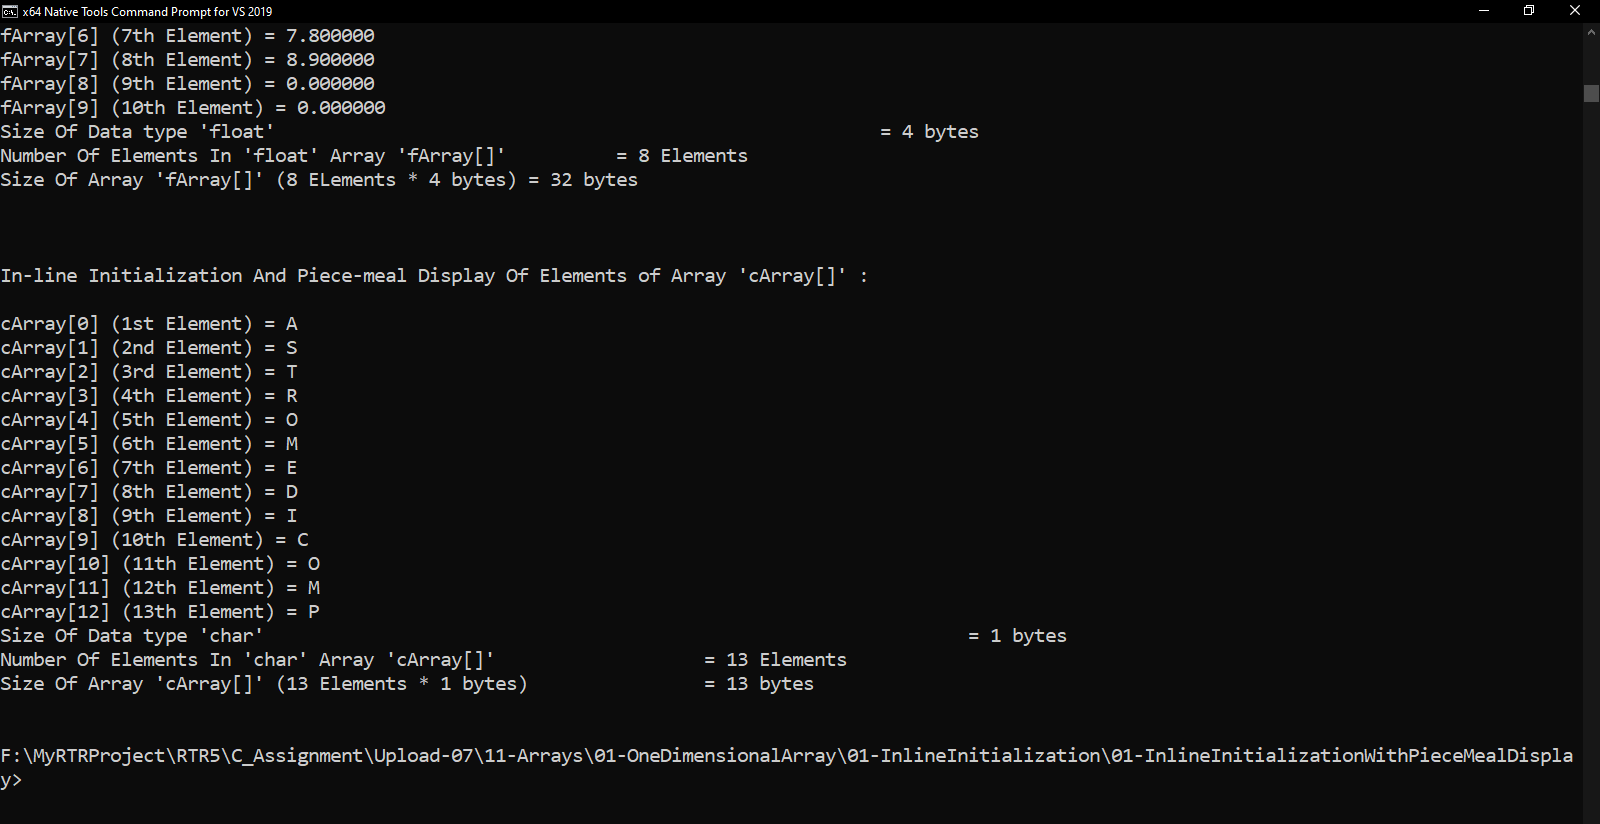 x64 Native Tools Command Prompt for VS 2019
fArray[6] (7th Element) = 7.800000
fArray[7] (8th Element) = 8.900000
fArray[8] (9th Element) = 0.000000
fArray[9] (10th Element) = 0.000000
Size Of Data type 'float' = 4 bytes
Number Of Elements In 'float' Array 'fArray[]' = 8 Elements
Size Of Array 'fArray[]' (8 ELements * 4 bytes) = 32 bytes
In-line Initialization And Piece-meal Display Of Elements of Array 'cArray[]' :
cArray[0] (1st Element) = A
cArray[1] (2nd Element) = S
cArray[2] (3rd Element) = T
cArray[3] (4th Element) = R
cArray[4] (5th Element) = O
cArray[5] (6th Element) = M
cArray[6] (7th Element) = E
cArray[7] (8th Element) = D
cArray[8] (9th Element) = I
cArray[9] (10th Element) = C
cArray[10] (11th Element) = O
cArray[11] (12th Element) = M
cArray[12] (13th Element) = P
Size Of Data type 'char' = 1 bytes
Number Of Elements In 'char' Array 'cArray[]' = 13 Elements
Size Of Array 'cArray[]' (13 Elements * 1 bytes) = 13 bytes
F:\MyRTRProject\RTR5\C_Assignment\Upload-07\11-Arrays\01-OneDimensionalArray\01-InlineInitialization\01-InlineInitializationWithPieceMealDispla
y>